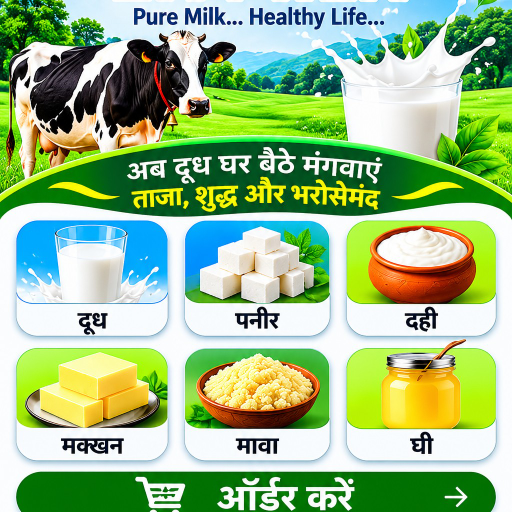 Pure Milk... Healthy Life...
अब दूध घर बैठे मंगवाएं
ताजा, शुद्ध और भरोसेमंद
दूध
पनीर
दही
मक्खन
मावा
घी
ऑर्डर करें